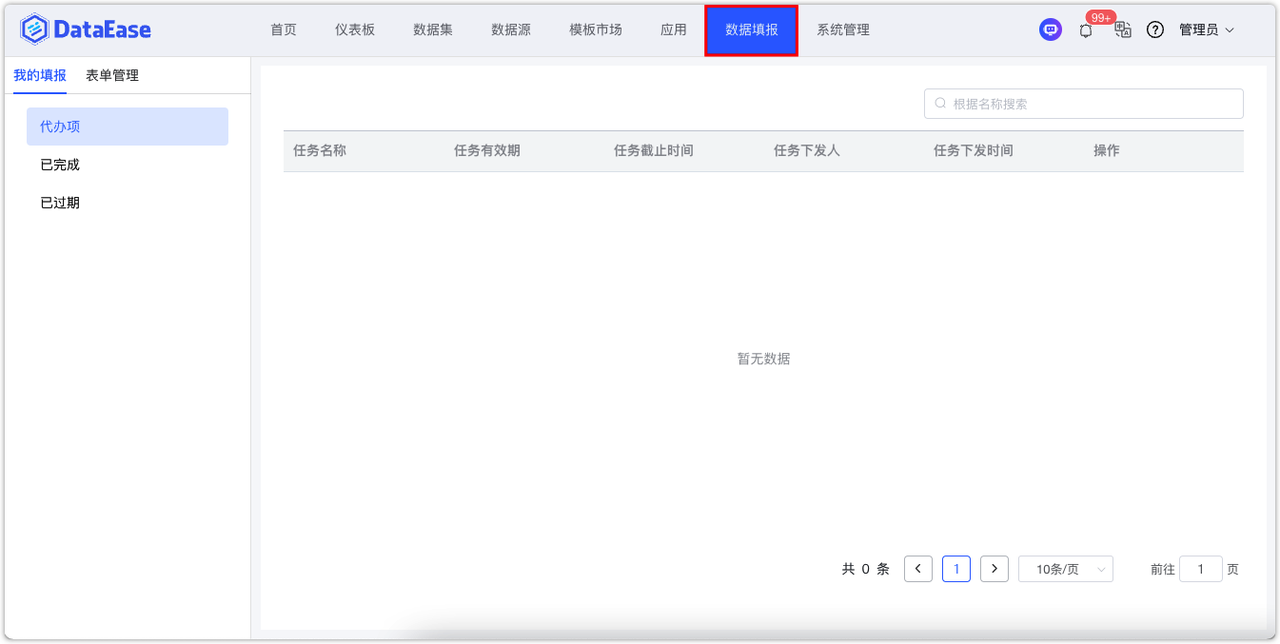 DataEase 首页 仪表板 数据集 数据源 模板市场 应用 数据填报 系统管理 99+ 管理员
我的填报 表单管理
代办项
已完成
已过期
根据名称搜索
任务名称 任务有效期 任务截止时间 任务下发人 任务下发时间 操作
暂无数据
共 0 条 1 10条/页 前往 1 页